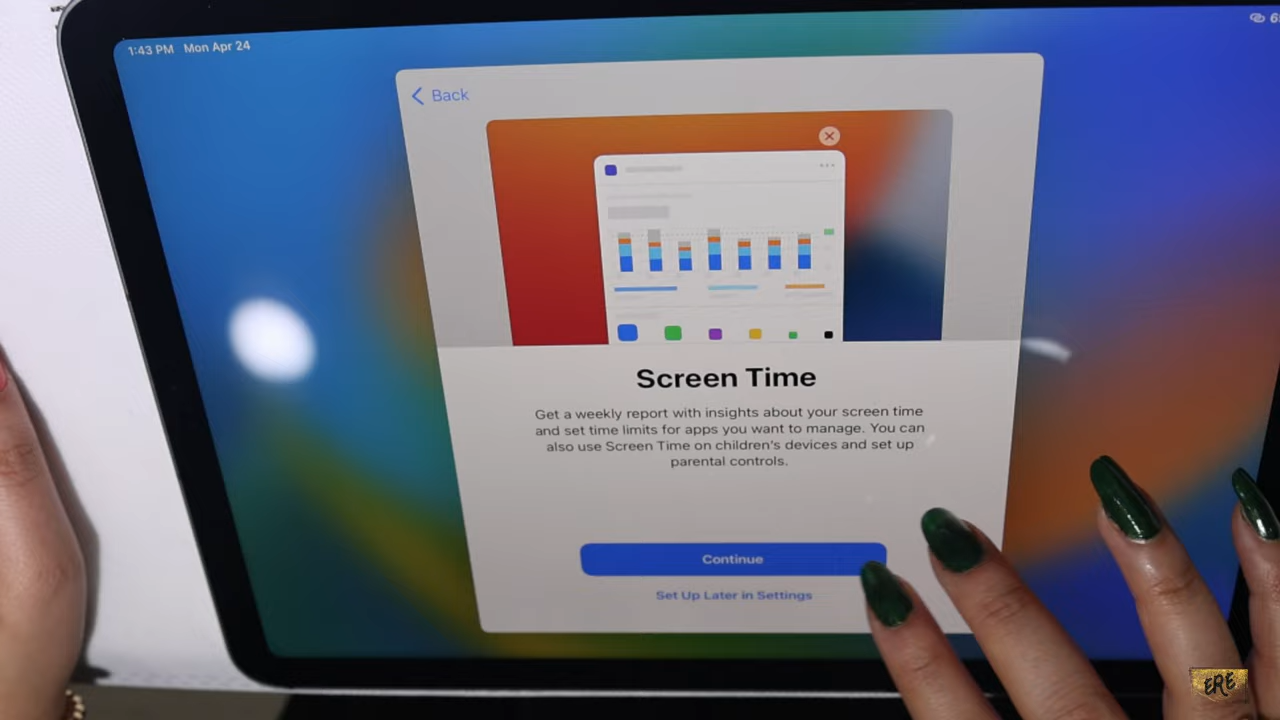 1:43 PM Mon Apr 24
Back
Screen Time
Get a weekly report with insights about your screen time
and set time limits for apps you want to manage. You can
also use Screen Time on children's devices and set up
parental controls.
Continue
Set Up Later in Settings
ERE